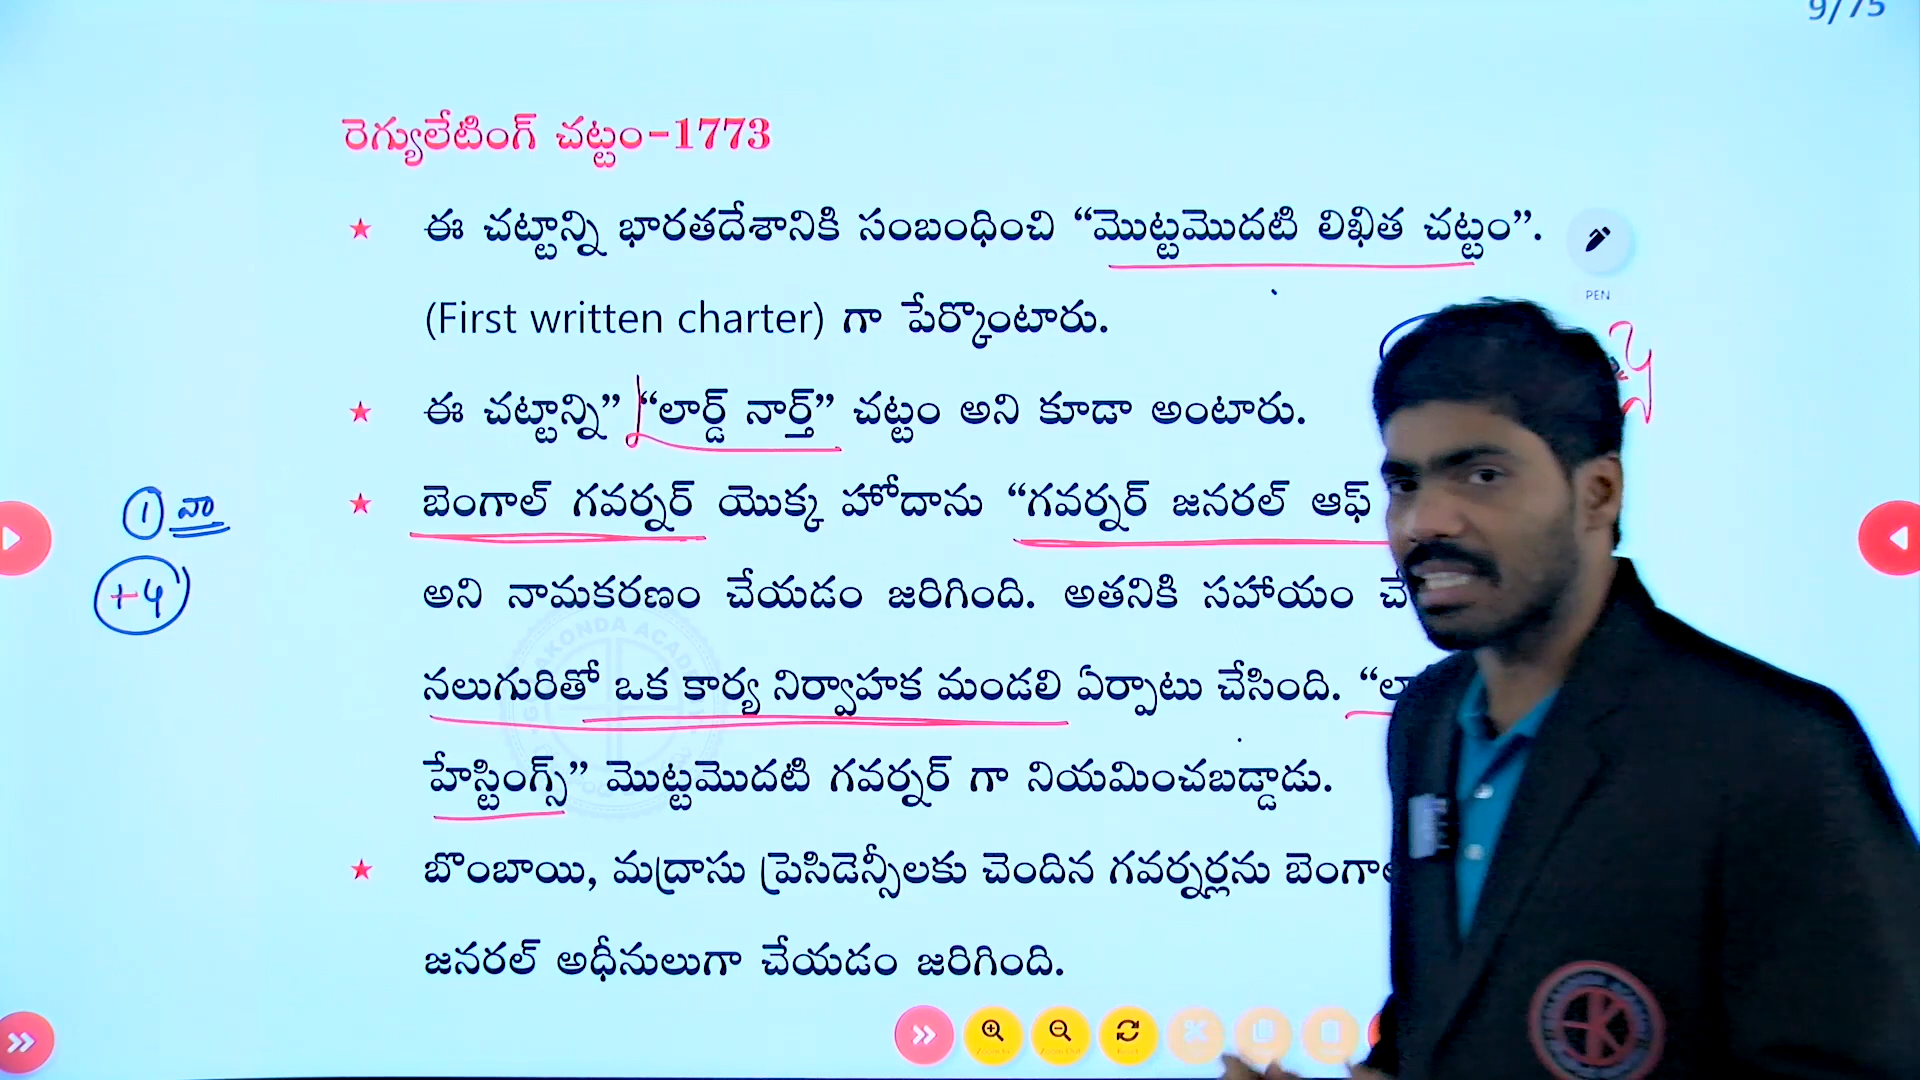 9/75
రెగ్యులేటింగ్ చట్టం-1773
★ ఈ చట్టాన్ని భారతదేశానికి సంబంధించి “మొట్టమొదటి లిఖిత చట్టం”.
PEN
(First written charter) గా పేర్కొంటారు.
★ ఈ చట్టాన్ని” “లార్డ్ నార్త్” చట్టం అని కూడా అంటారు.
★ బెంగాల్ గవర్నర్ యొక్క హోదాను “గవర్నర్ జనరల్ ఆఫ్
1 వా
అని నామకరణం చేయడం జరిగింది. అతనికి సహాయం
+4
నలుగురితో ఒక కార్య నిర్వాహక మండలి ఏర్పాటు చేసింది.
హేస్టింగ్స్” మొట్టమొదటి గవర్నర్ గా నియమించబడ్డాడు.
★ బొంబాయి, మద్రాసు ప్రెసిడెన్సీలకు చెందిన గవర్నర్లను
జనరల్ అధీనులుగా చేయడం జరిగింది.